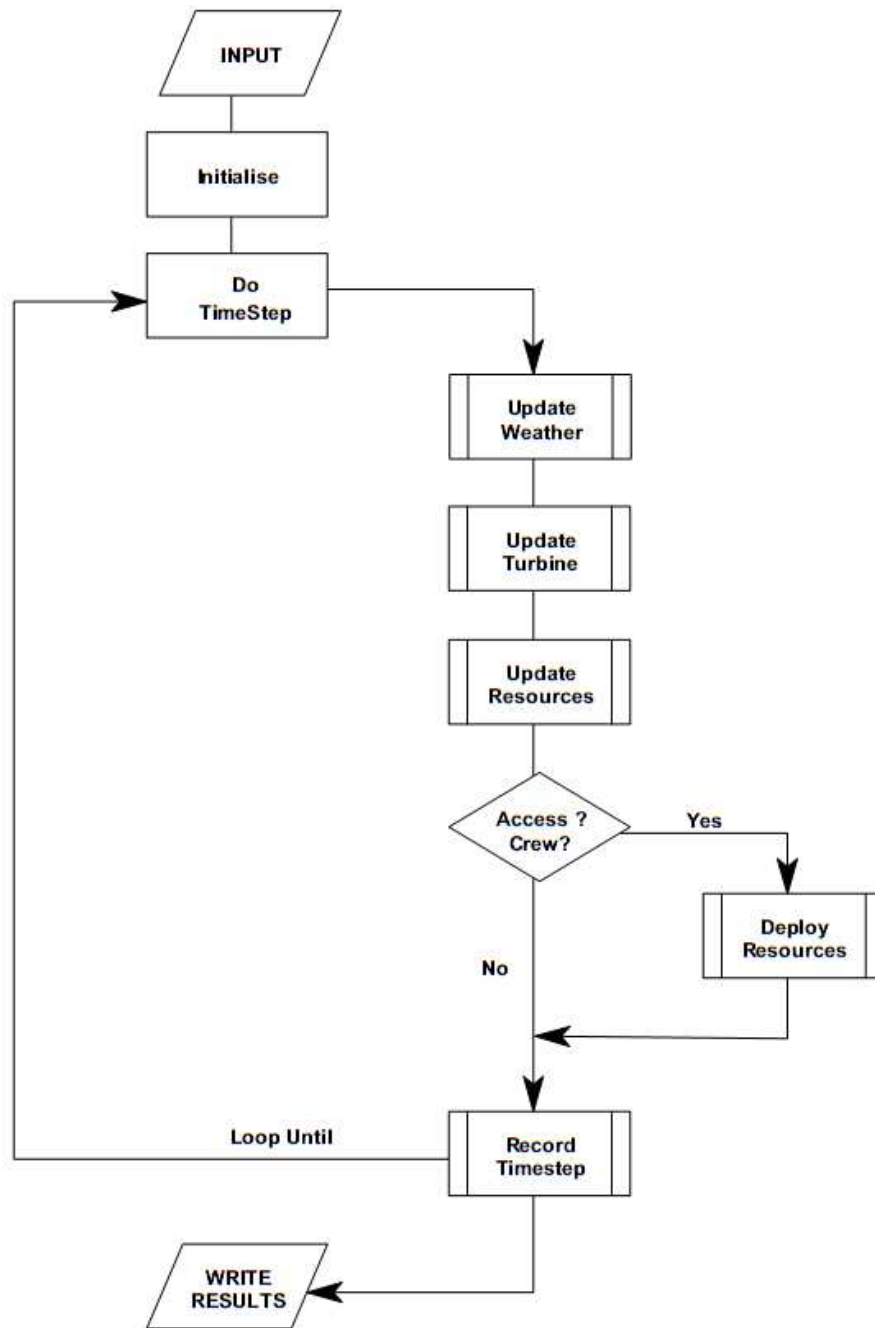 INPUT
Initialise
Do
TimeStep
Update
Weather
Update
Turbine
Update
Resources
Access ?
Crew?
Yes
Deploy
Resources
No
Record
Timestep
Loop Until
WRITE
RESULTS